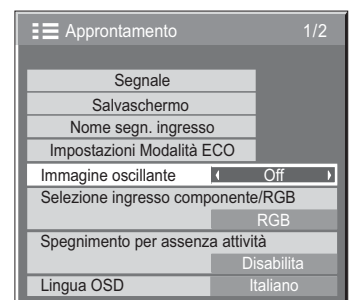 Approntamento 1/2
Segnale
Salvaschermo
Nome segn. ingresso
Impostazioni Modalità ECO
Immagine oscillante Off
Selezione ingresso componente/RGB
RGB
Spegnimento per assenza attività
Disabilita
Lingua OSD Italiano